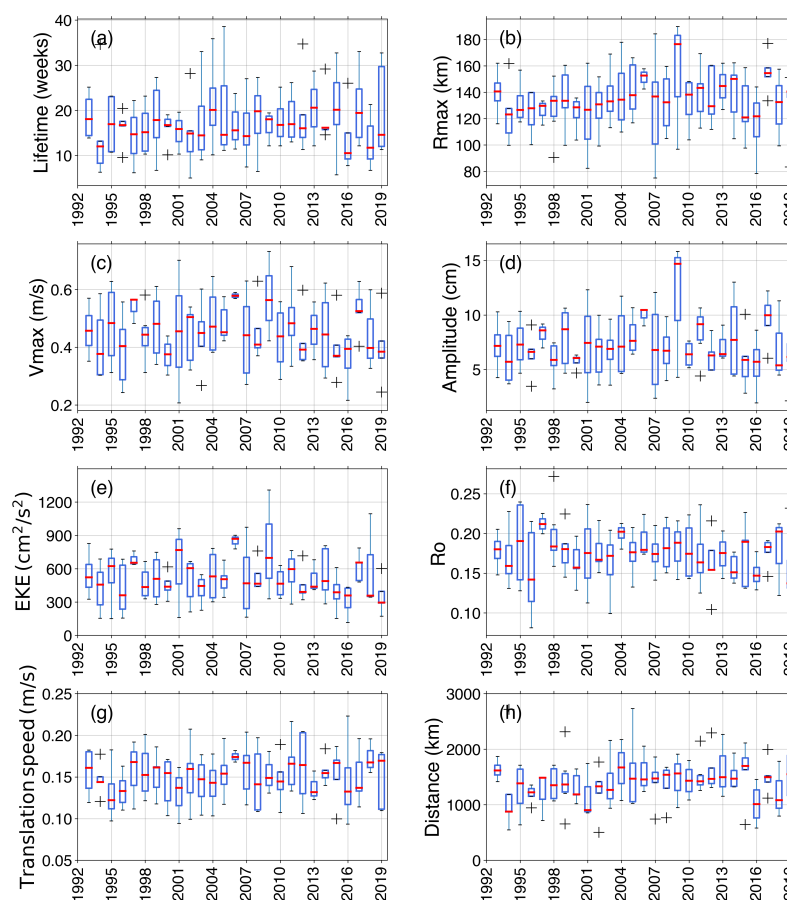 (a)
Lifetime (weeks)
40
30
20
10
1992 1995 1998 2001 2004 2007 2010 2013 2016 2019
(b)
Rmax (km)
180
160
140
120
100
80
1992 1995 1998 2001 2004 2007 2010 2013 2016 2019
(c)
Vmax (m/s)
0.6
0.4
0.2
1992 1995 1998 2001 2004 2007 2010 2013 2016 2019
(d)
Amplitude (cm)
15
10
5
1992 1995 1998 2001 2004 2007 2010 2013 2016 2019
(e)
EKE (cm²/s²)
1200
900
600
300
0
1992 1995 1998 2001 2004 2007 2010 2013 2016 2019
(f)
Ro
0.25
0.20
0.15
0.10
1992 1995 1998 2001 2004 2007 2010 2013 2016 2019
(g)
Translation speed (m/s)
0.25
0.20
0.15
0.10
0.05
1992 1995 1998 2001 2004 2007 2010 2013 2016 2019
(h)
Distance (km)
3000
2000
1000
0
1992 1995 1998 2001 2004 2007 2010 2013 2016 2019